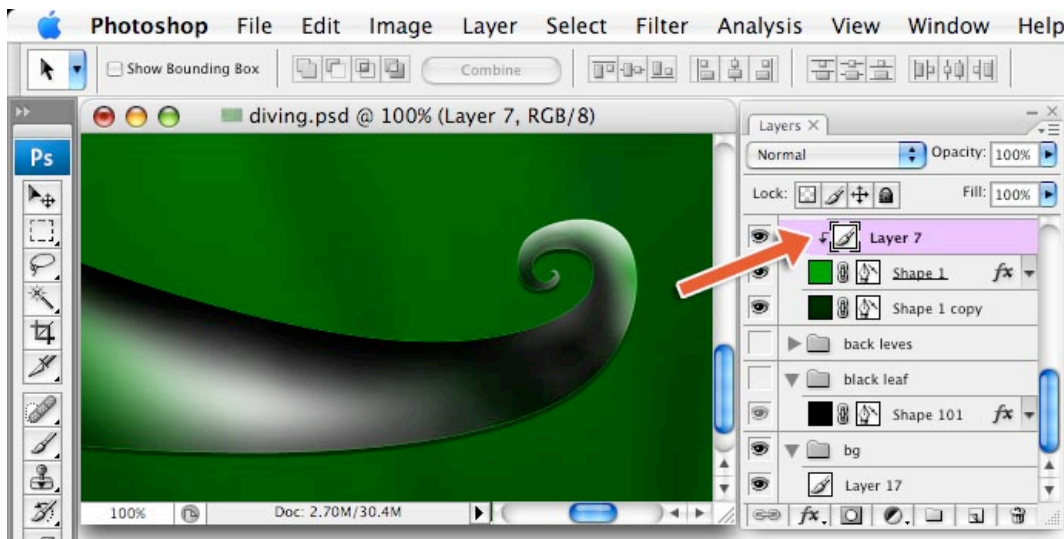 Photoshop File Edit Image Layer Select Filter Analysis View Window Help
Show Bounding Box Combine
diving.psd @ 100% (Layer 7, RGB/8)
Ps
100% Doc: 2.70M/30.4M
Layers
Normal Opacity: 100%
Lock: Fill: 100%
Layer 7
Shape 1 fx
Shape 1 copy
back leves
black leaf
Shape 101 fx
bg
Layer 17
fx.